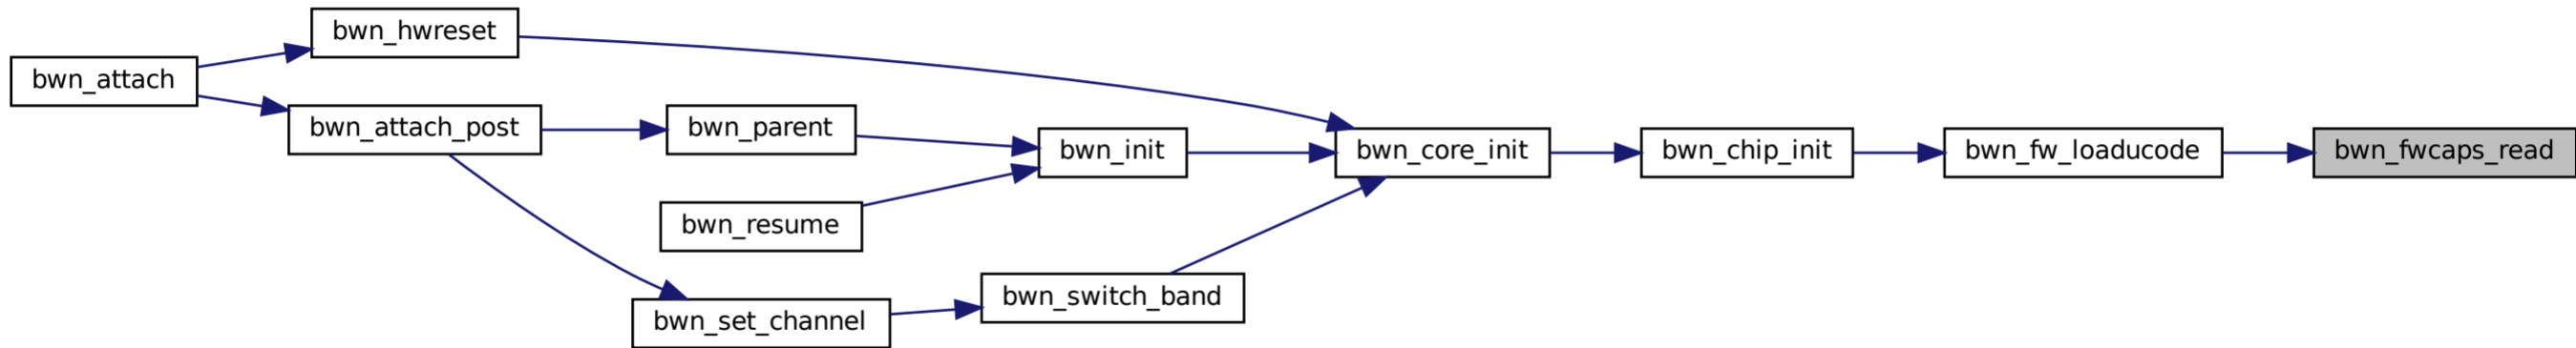 bwn_attach
bwn_hwreset
bwn_attach_post
bwn_parent
bwn_resume
bwn_set_channel
bwn_init
bwn_switch_band
bwn_core_init
bwn_chip_init
bwn_fw_loaducode
bwn_fwcaps_read